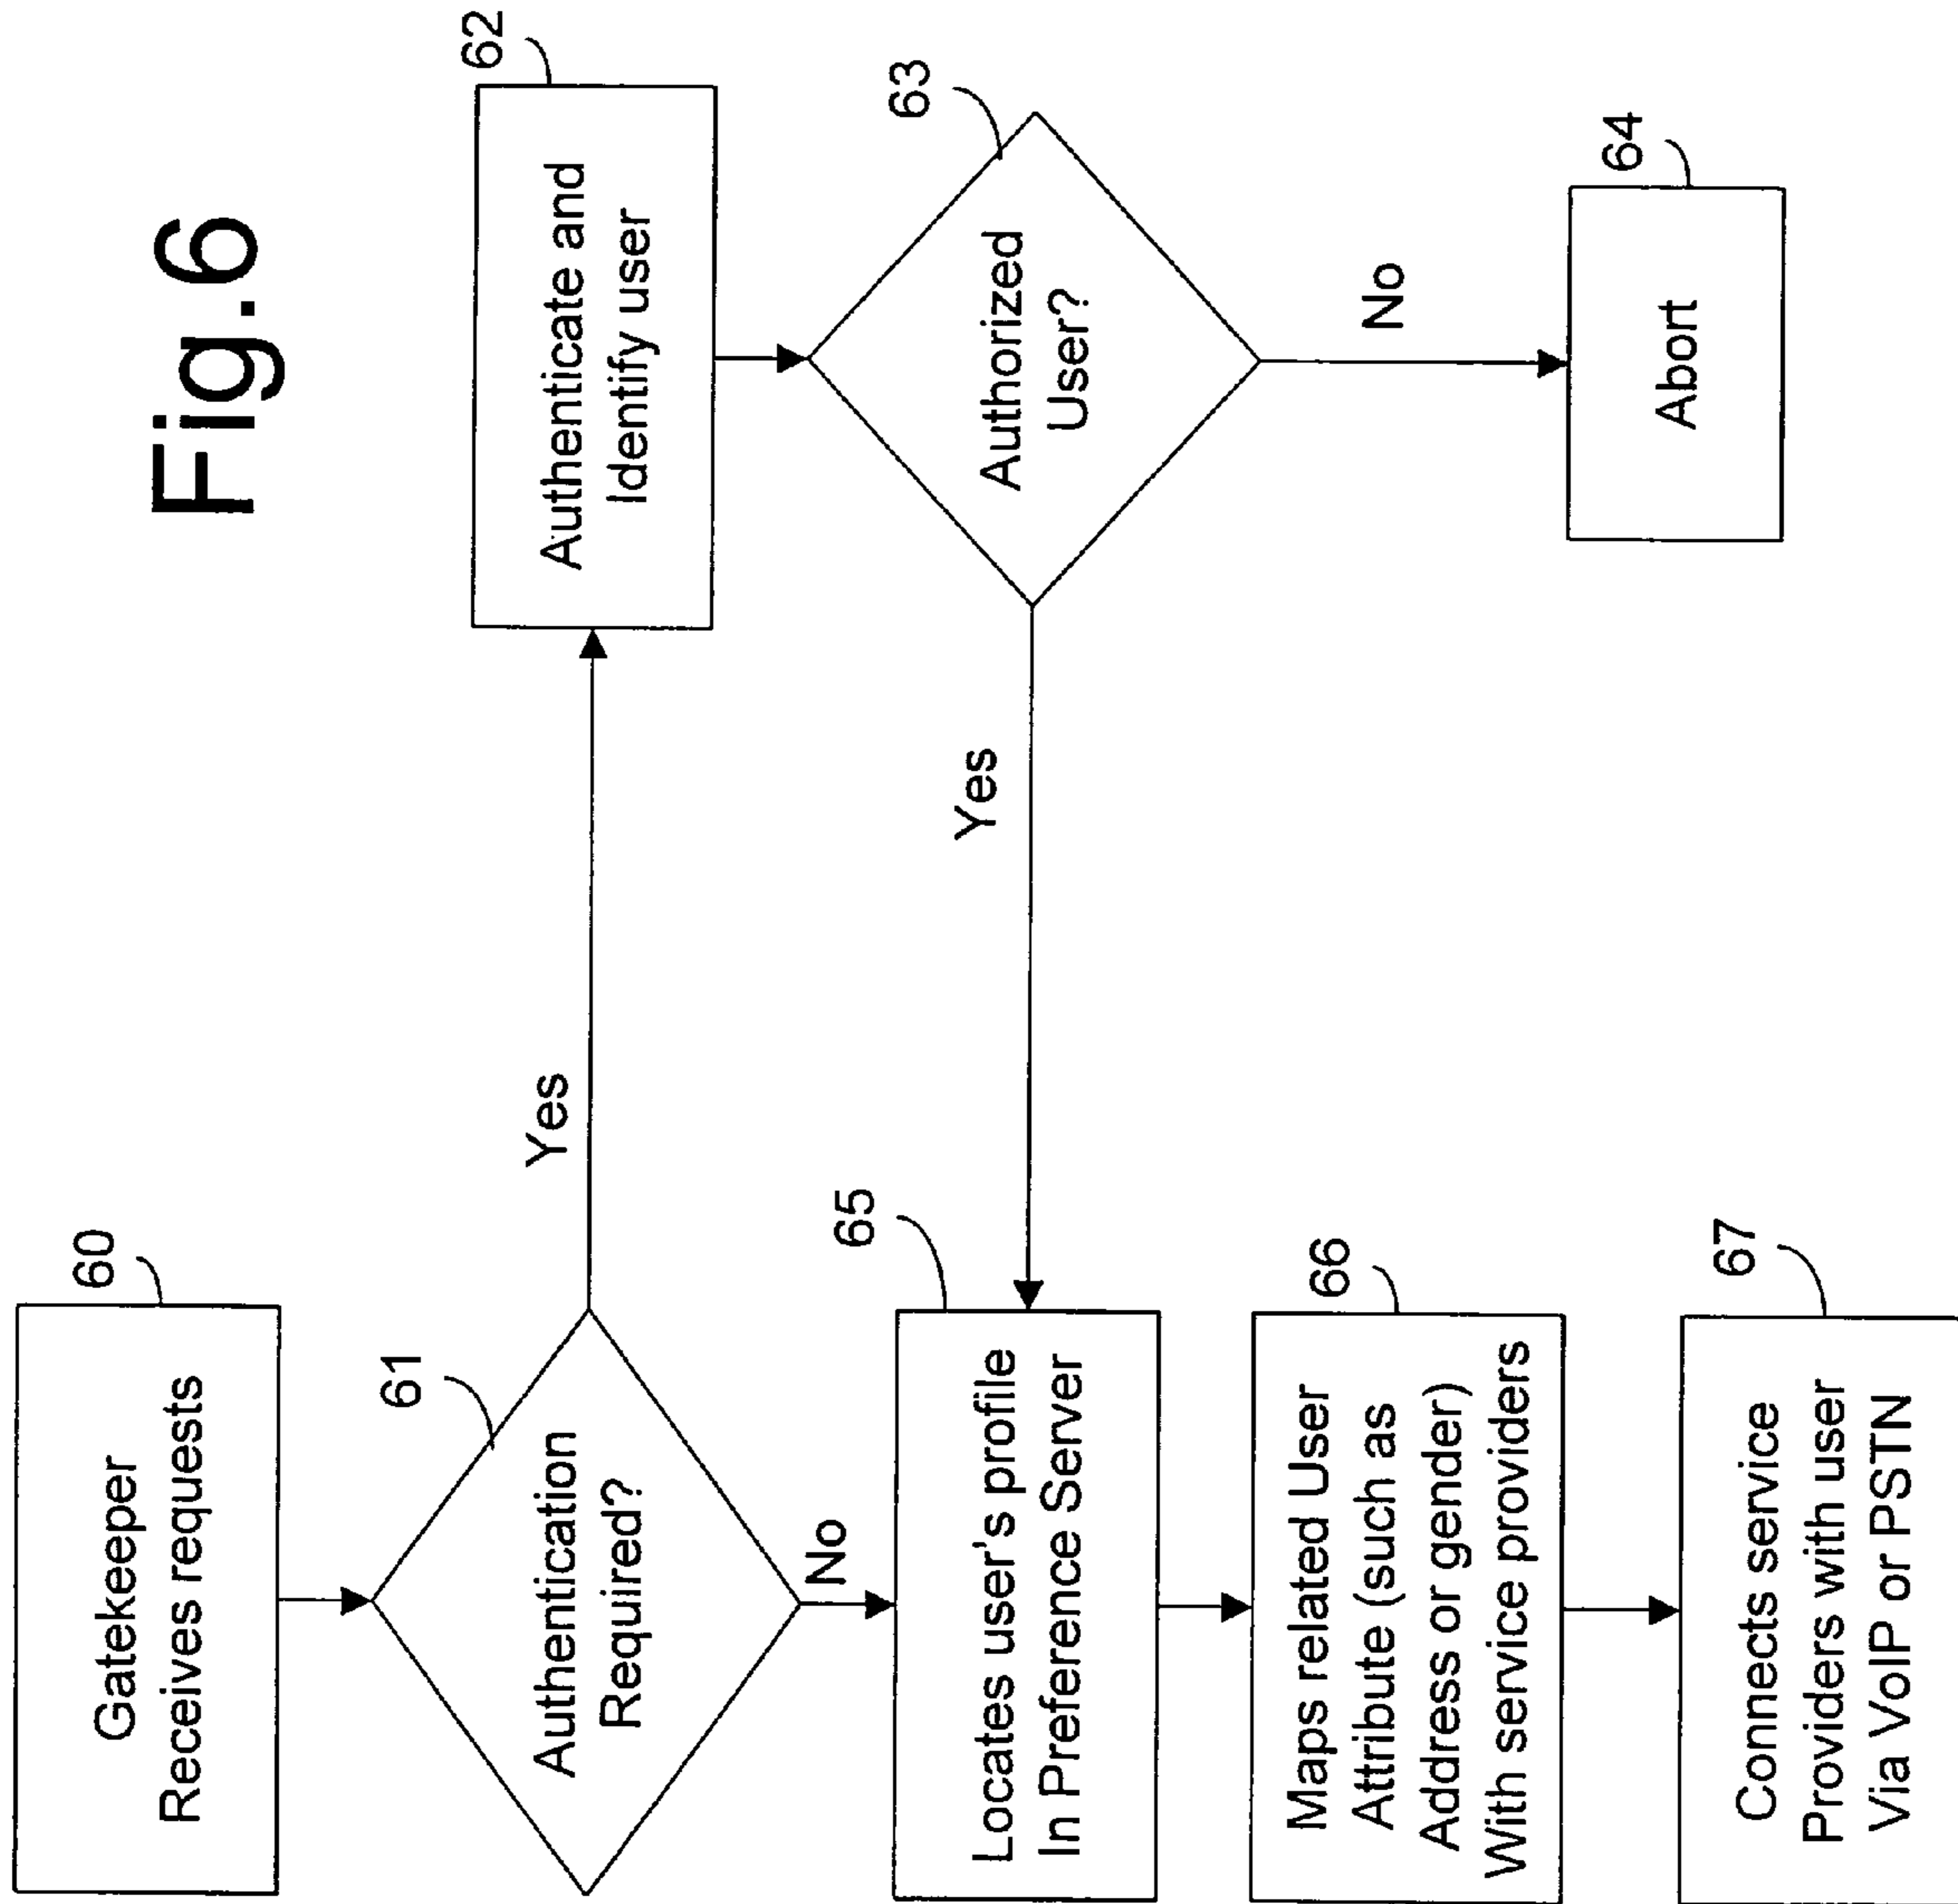 Fig.6
60
Gatekeeper
Receives requests
61
Authentication
Required?
Yes
No
62
Authenticate and
Identify user
63
Authorized
User?
Yes
No
64
Abort
65
Locates user's profile
In Preference Server
66
Maps related User
Attribute (such as
Address or gender)
With service providers
67
Connects service
Providers with user
Via VoIP or PSTN